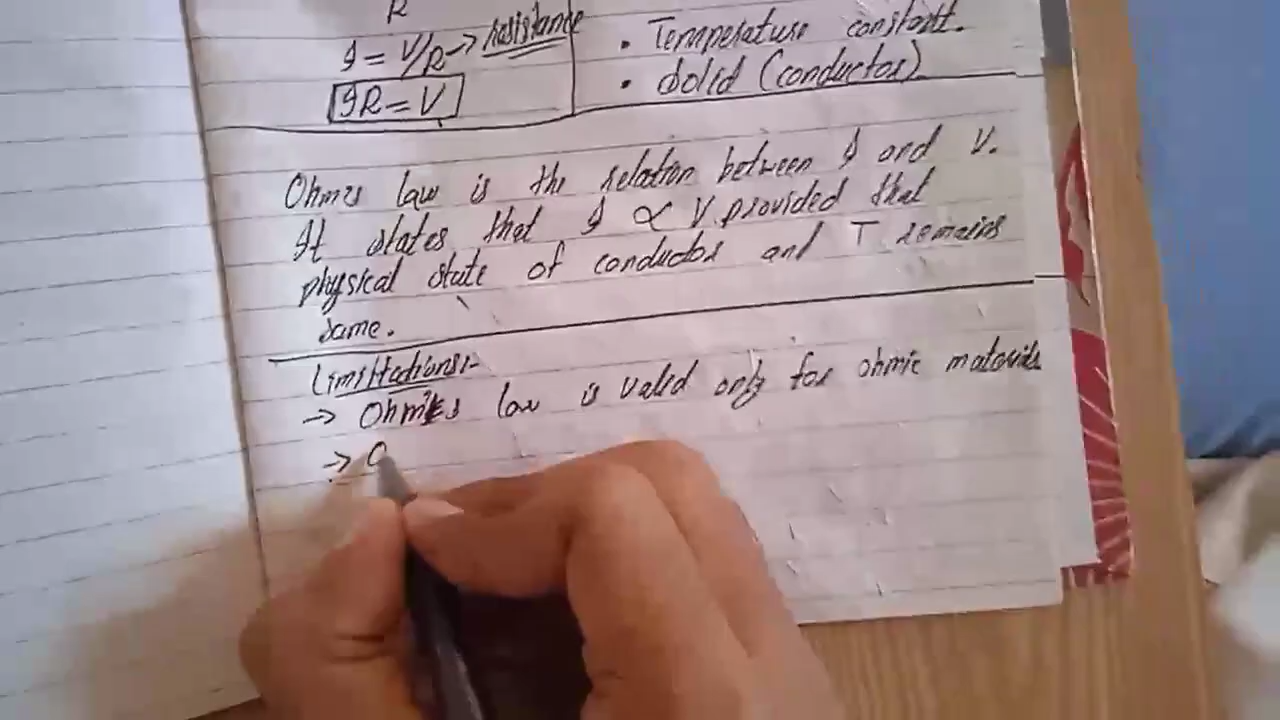 R
I = V/R → resistance
IR = V
• Temperature constant.
• Solid (conductor)
Ohm's law is the relation between I and V.
It states that I ∝ V provided that
physical state of conductor and T remains
same.
Limitations:-
→ Ohm's law is valid only for ohmic materials
→ O